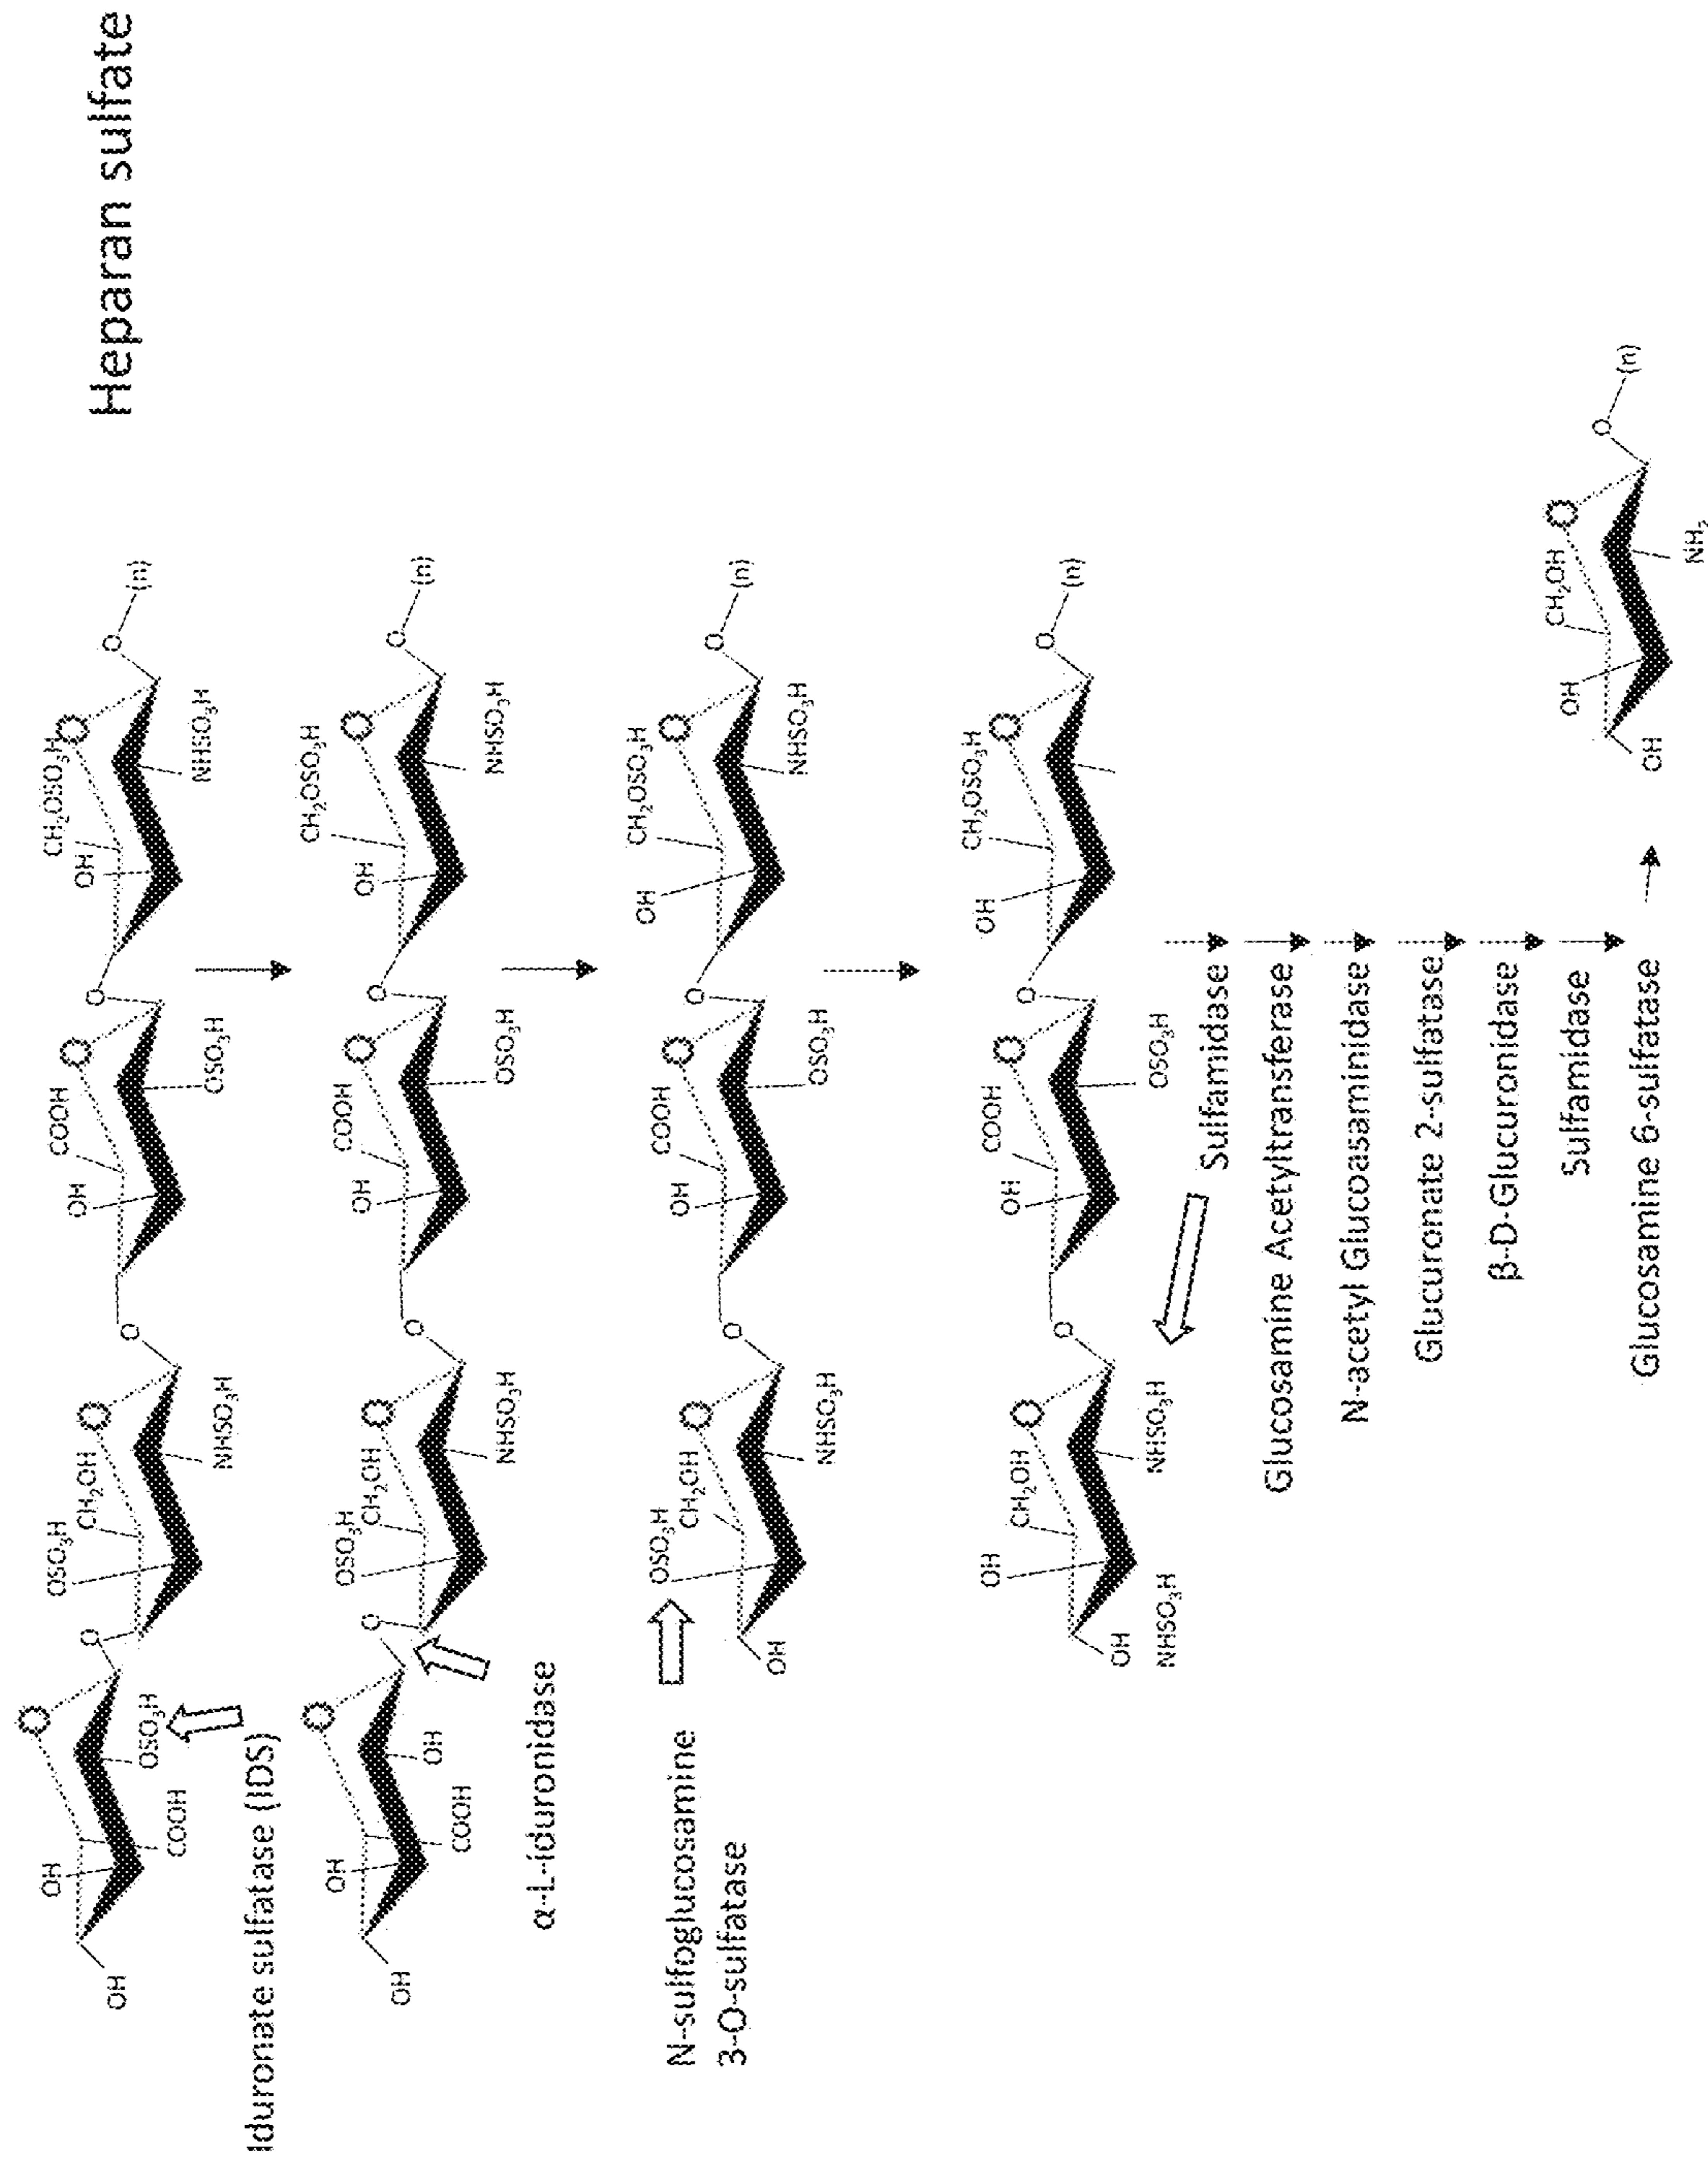 Heparan sulfate
OH
OH
COOH
OSO₃H
O
O
OSO₃H
CH₂OH
O
NHSO₃H
O
OH
COOH
O
OSO₃H
O
OH
CH₂OSO₃H
O
NHSO₃H
O
(n)
Iduronate sulfatase (IDS)
OH
OH
COOH
OH
O
O
OSO₃H
CH₂OH
O
NHSO₃H
O
OH
COOH
O
OSO₃H
O
OH
CH₂OSO₃H
O
NHSO₃H
O
(n)
α-L-iduronidase
N-sulfoglucosamine
3-O-sulfatase
OH
OSO₃H
CH₂OH
O
NHSO₃H
O
OH
COOH
O
OSO₃H
O
OH
CH₂OSO₃H
O
NHSO₃H
O
(n)
OH
NHSO₃H
OH
CH₂OH
O
NHSO₃H
O
OH
COOH
O
OSO₃H
O
OH
CH₂OSO₃H
O
O
(n)
Sulfamidase
Glucosamine Acetyltransferase
N-acetyl Glucoasaminidase
Glucuronate 2-sulfatase
β-D-Glucuronidase
Sulfamidase
Glucosamine 6-sulfatase
OH
OH
CH₂OH
O
NH₂
O
(n)